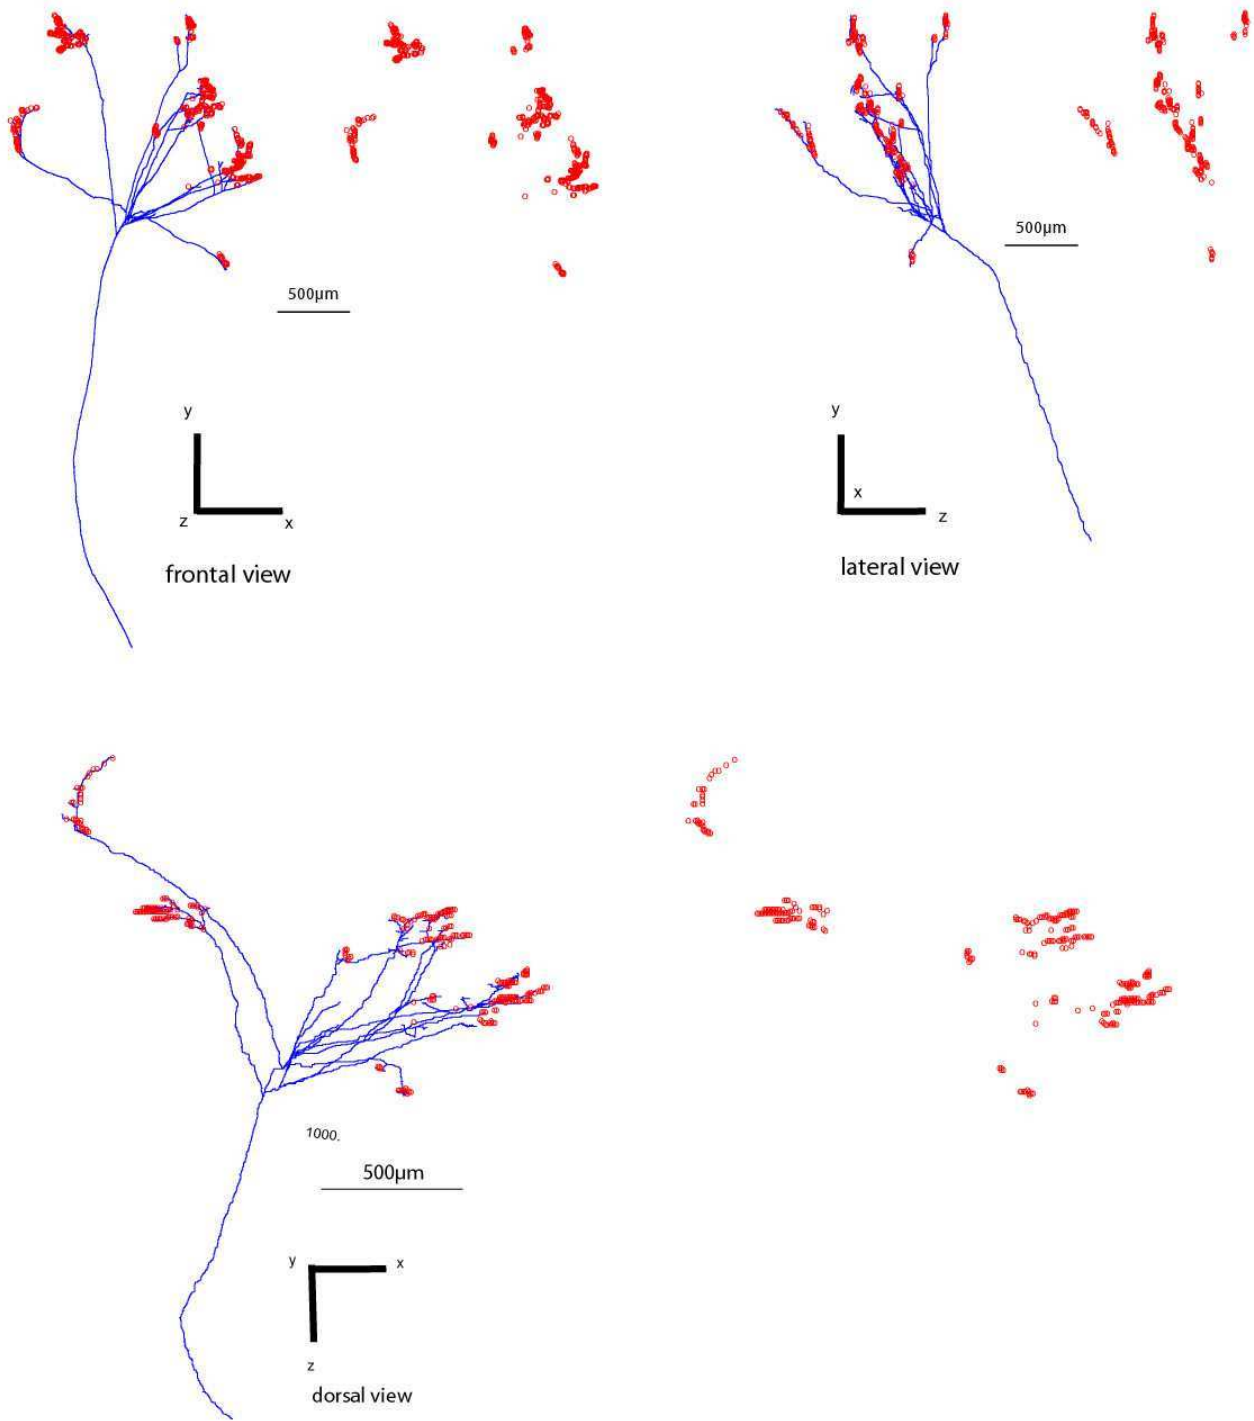 500µm
y
z
x
frontal view
500µm
y
x
z
lateral view
1000.
500µm
y
x
z
dorsal view